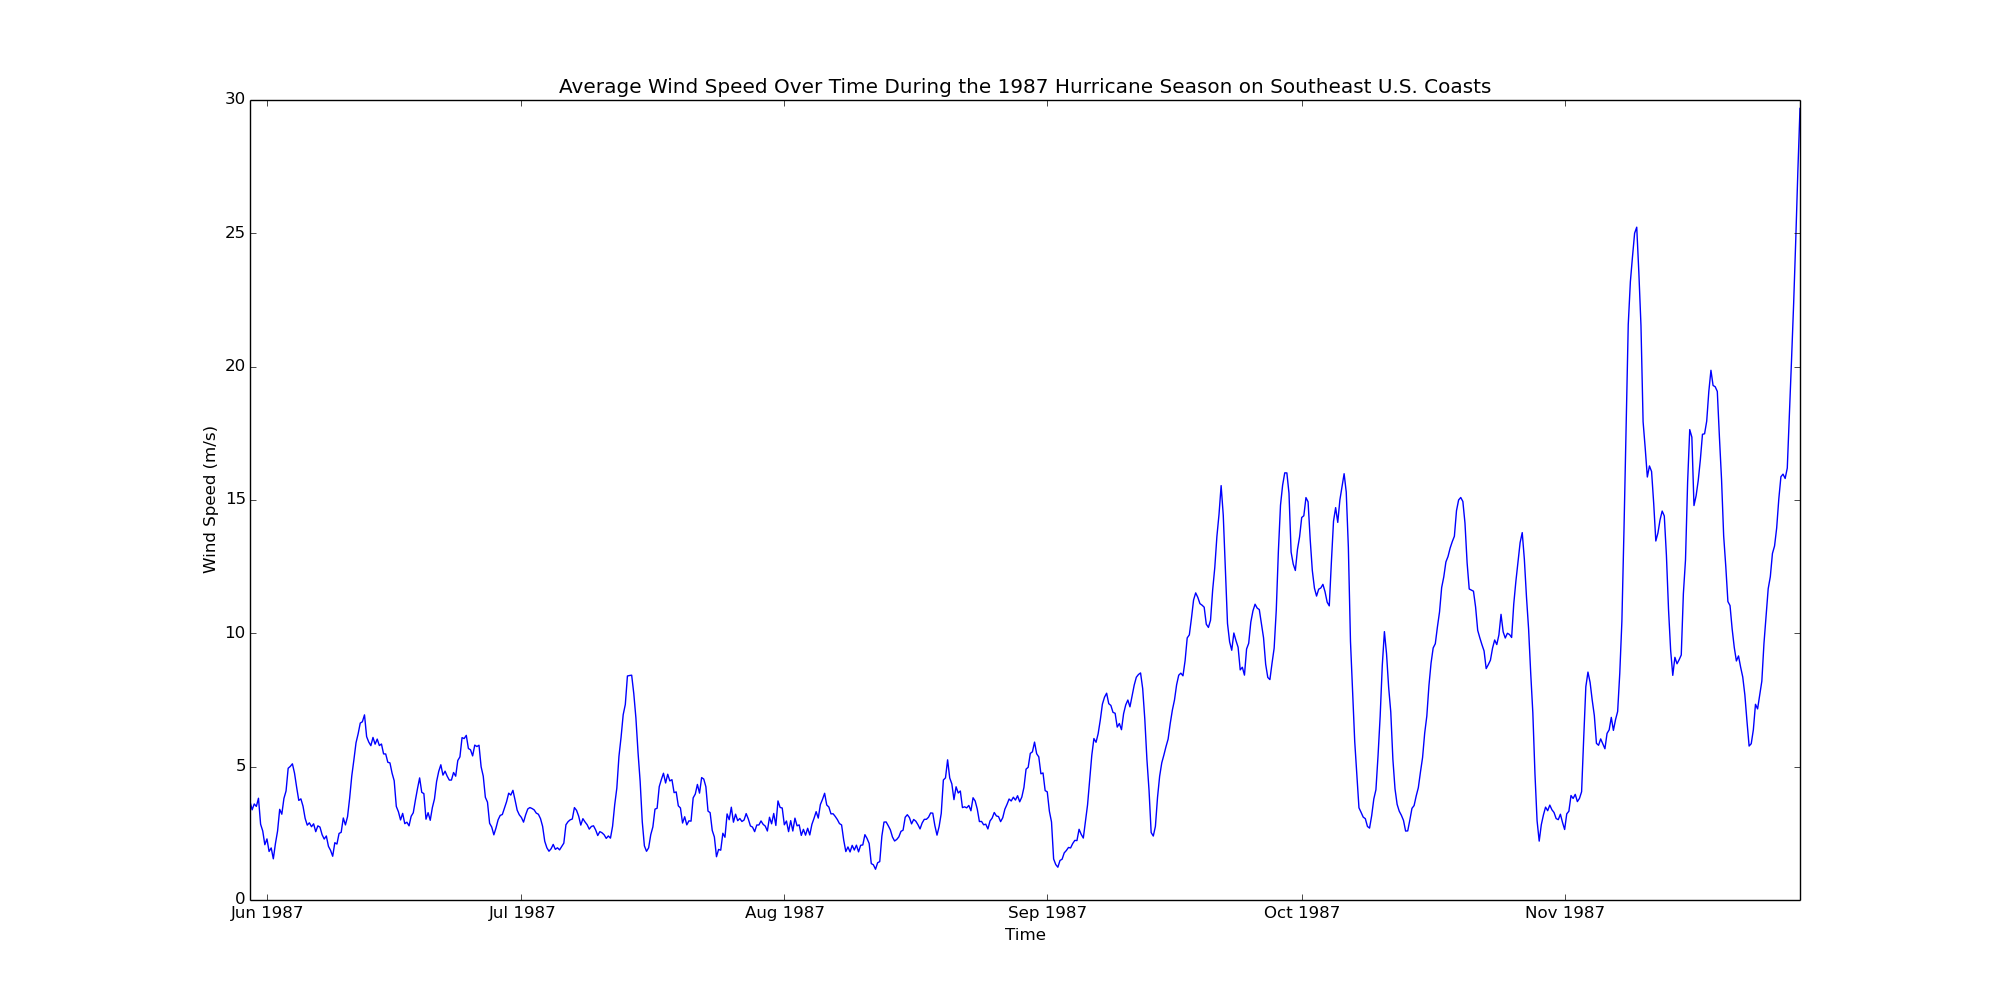 Average Wind Speed Over Time During the 1987 Hurricane Season on Southeast U.S. Coasts
30
25
20
15
10
5
0
Wind Speed (m/s)
Jun 1987 Jul 1987 Aug 1987 Sep 1987 Oct 1987 Nov 1987
Time